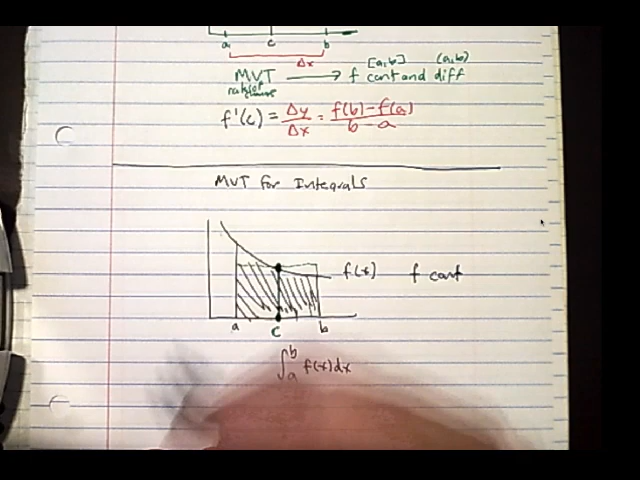 a c b
Δx
[a,b] (a,b)
MVT → f cont and diff
rate of change
f'(c) = Δy/Δx = f(b) - f(a)/b - a
MVT for Integrals
f(x) f cont
a c b
∫ₐᵇ f(x)dx